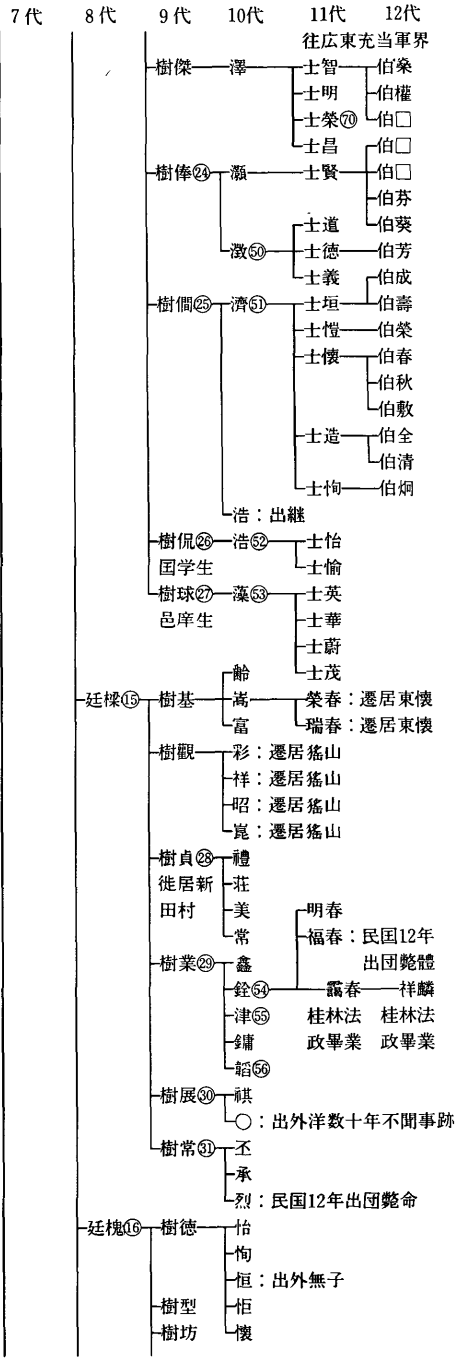 7代 8代 9代 10代 11代 12代
往広東充当軍界
樹傑 澤 士智 伯燊
士明 伯權
士榮⑦⓪ 伯□
士昌 伯□
樹俸㉔ 灝 士賢 伯□
伯芬
士道 伯葵
澂㊿ 士德 伯芳
士義 伯成
樹僩㉕ 濟51 士垣 伯壽
士愷 伯榮
士懷 伯春
伯秋
伯敷
士造 伯全
伯清
士恂 伯炯
浩：出継
樹侃㉖ 浩52 士怡
国学生 士愉
樹球㉗ 藻53 士英
邑庠生 士華
士蔚
齡 士茂
廷樑⑮ 樹基 嵩 榮春：遷居東懐
富 瑞春：遷居東懐
樹觀 彩：遷居猺山
祥：遷居猺山
昭：遷居猺山
崑：遷居猺山
樹貞㉘ 禮
徙居新 荘
田村 美 明春
常 福春：民国12年
樹業㉙ 鑫 出団斃體
銓54 靄春 祥麟
津55 桂林法 桂林法
鏞 政畢業 政畢業
韜56
樹展㉚ 祺
○：出外洋数十年不聞事跡
樹常㉛ 丕
承
烈：民国12年出団斃命
廷槐⑯ 樹徳 怡
恂
恒：出外無子
樹型 怇
樹坊 懷